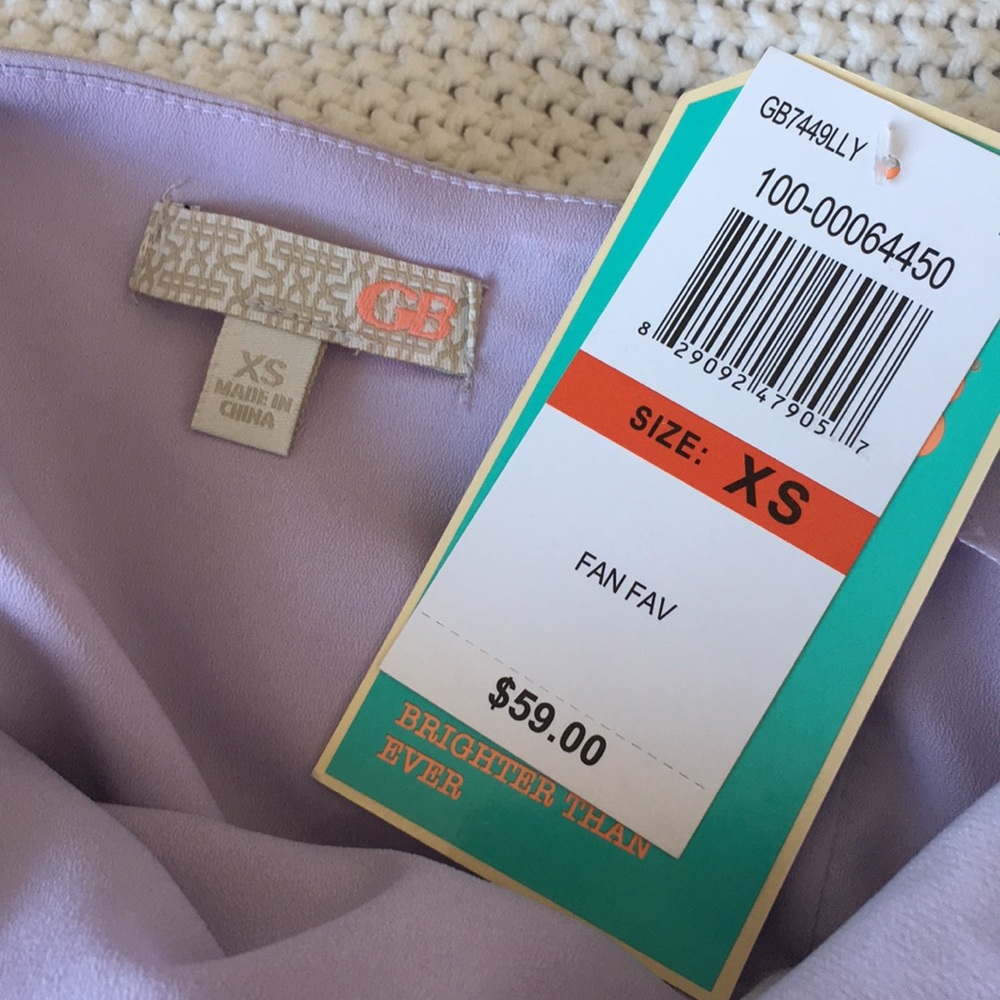 GB
XS
MADE IN
CHINA
GB7449LLY
100-00064450
8 29092 47905 7
SIZE: XS
FAN FAV
$59.00
BRIGHTER THAN
EVER